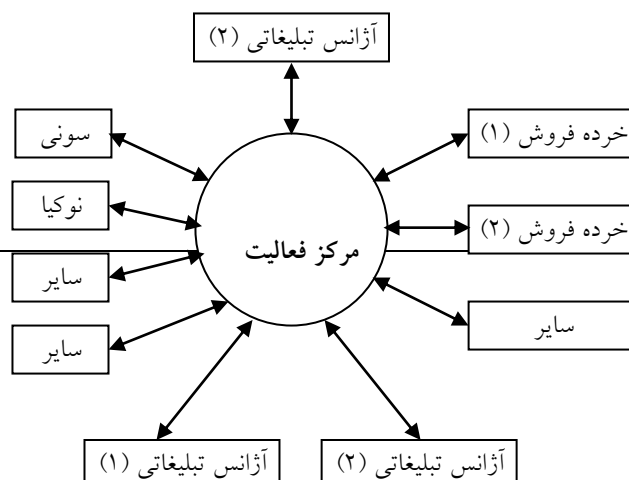 آژانس تبلیغاتی (۲)
خرده فروش (۱)
سونی
خرده فروش (۲)
نوکیا
مرکز فعالیت
سایر
سایر
سایر
آژانس تبلیغاتی (۲)
آژانس تبلیغاتی (۱)